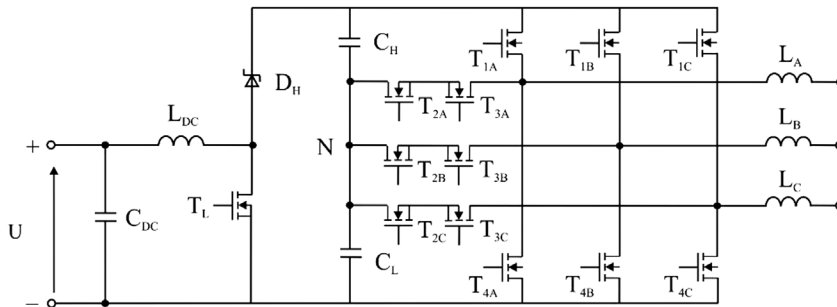 C_H
T_1A
T_1B
T_1C
L_A
D_H
T_2A
T_3A
L_DC
L_B
+
N
T_2B
T_3B
L_C
T_L
U
C_DC
T_2C
T_3C
C_L
T_4A
T_4B
T_4C
−